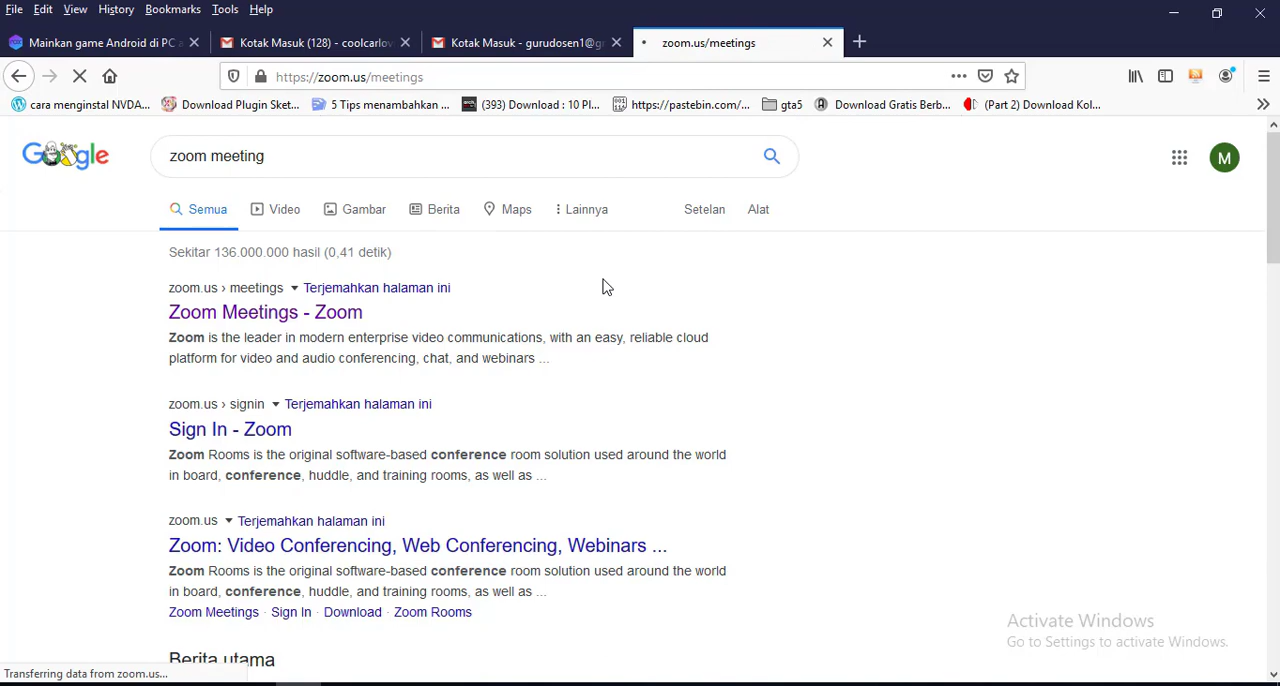 File Edit View History Bookmarks Tools Help
Mainkan game Android di PC a
Kotak Masuk (128) - coolcarlov
Kotak Masuk - gurudosen1@g
zoom.us/meetings
https://zoom.us/meetings
cara menginstal NVDA...
Download Plugin Sket...
5 Tips menambahkan ...
(393) Download : 10 Pl...
https://pastebin.com/...
gta5
Download Gratis Berb...
(Part 2) Download Kol...
Google
zoom meeting
M
Semua Video Gambar Berita Maps Lainnya Setelan Alat
Sekitar 136.000.000 hasil (0,41 detik)
zoom.us › meetings Terjemahkan halaman ini
Zoom Meetings - Zoom
Zoom is the leader in modern enterprise video communications, with an easy, reliable cloud
platform for video and audio conferencing, chat, and webinars ...
zoom.us › signin Terjemahkan halaman ini
Sign In - Zoom
Zoom Rooms is the original software-based conference room solution used around the world
in board, conference, huddle, and training rooms, as well as ...
zoom.us Terjemahkan halaman ini
Zoom: Video Conferencing, Web Conferencing, Webinars ...
Zoom Rooms is the original software-based conference room solution used around the world
in board, conference, huddle, and training rooms, as well as ...
Zoom Meetings · Sign In · Download · Zoom Rooms
Activate Windows
Go to Settings to activate Windows.
Berita utama
Transferring data from zoom.us...